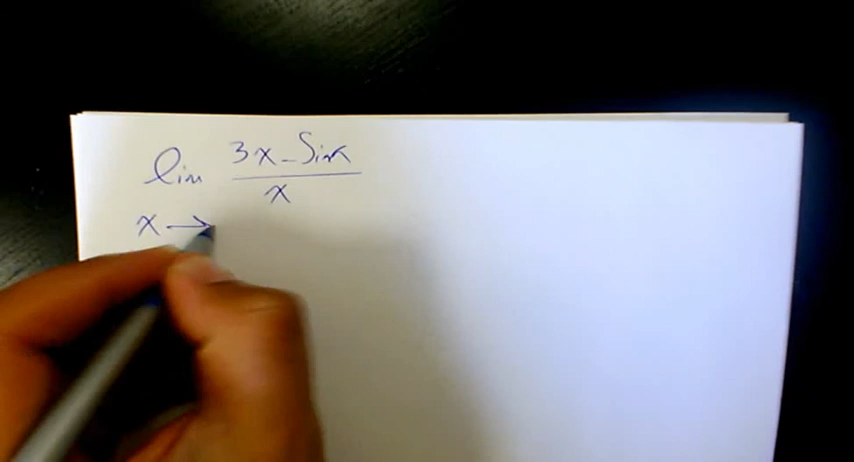 lim 3x - Sinx
x
x →